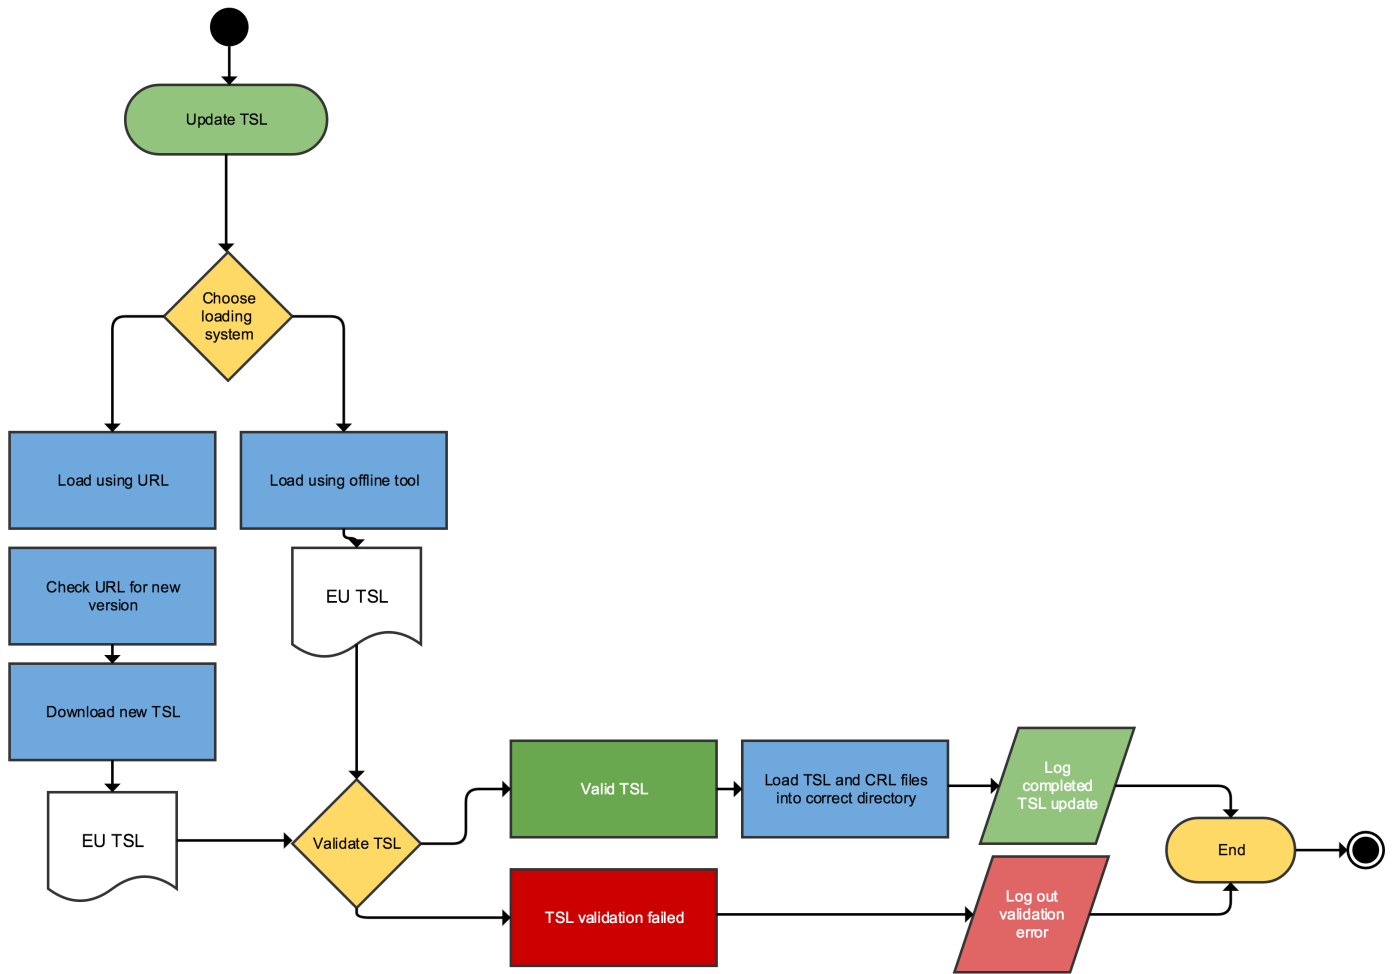 Update TSL
Choose
loading
system
Load using URL
Load using offline tool
Check URL for new
version
EU TSL
Download new TSL
EU TSL
Validate TSL
Valid TSL
Load TSL and CRL files
into correct directory
Log
completed
TSL update
TSL validation failed
Log out
validation
error
End